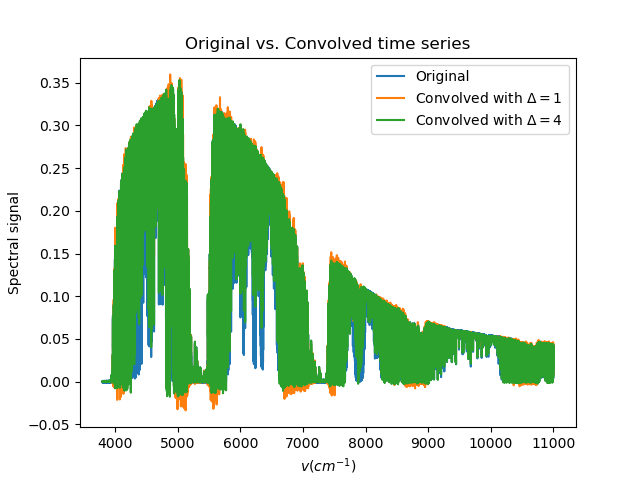 Original vs. Convolved time series
Original
Convolved with Δ = 1
Convolved with Δ = 4
Spectral signal
0.35
0.30
0.25
0.20
0.15
0.10
0.05
0.00
−0.05
4000 5000 6000 7000 8000 9000 10000 11000
v(cm⁻¹)